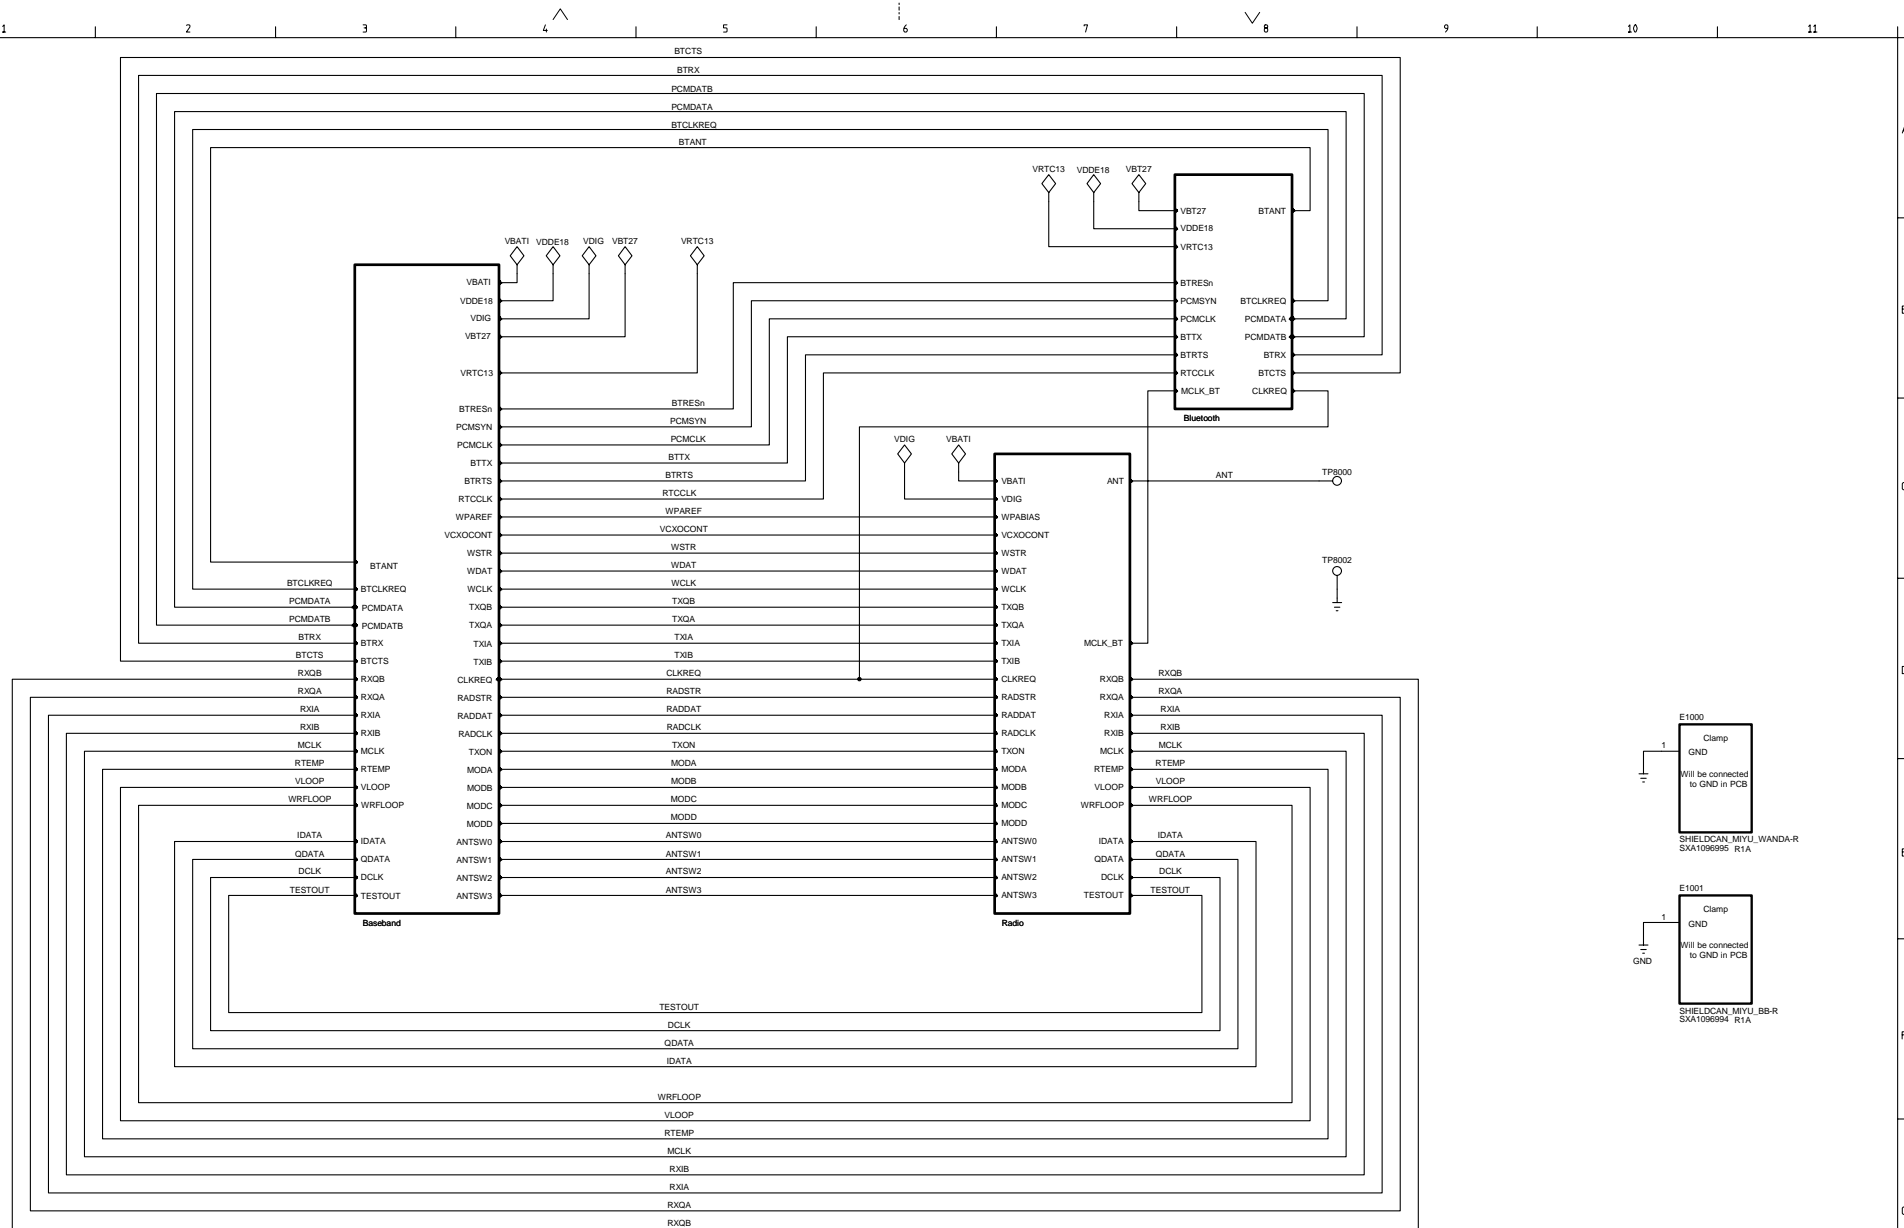 1 2 3 4 5 6 7 8 9 10 11
BTCTS
BTRX
PCMDATB
PCMDATA
BTCLKREQ
BTANT
VRTC13 VDDE18 VBT27
VBT27 BTANT
VDDE18
VRTC13
BTRESn
PCMSYN BTCLKREQ
PCMCLK PCMDATA
BTTX PCMDATB
BTRTS BTRX
RTCCLK BTCTS
MCLK_BT CLKREQ
Bluetooth
VBATI VDDE18 VDIG VBT27 VRTC13
VBATI
VDDE18
VDIG
VBT27
VRTC13
BTRESn BTRESn
PCMSYN PCMSYN
PCMCLK PCMCLK
BTTX BTTX
BTRTS BTRTS
RTCCLK RTCCLK
WPAREF WPAREF
VCXOCONT VCXOCONT
WSTR WSTR
WDAT WDAT
WCLK WCLK
TXQB TXQB
TXQA TXQA
TXIA TXIA
TXIB TXIB
CLKREQ CLKREQ
RADSTR RADSTR
RADDAT RADDAT
RADCLK RADCLK
TXON TXON
MODA MODA
MODB MODB
MODC MODC
MODD MODD
ANTSW0 ANTSW0
ANTSW1 ANTSW1
ANTSW2 ANTSW2
ANTSW3 ANTSW3
BTANT
BTCLKREQ BTCLKREQ
PCMDATA PCMDATA
PCMDATB PCMDATB
BTRX BTRX
BTCTS BTCTS
RXQB RXQB
RXQA RXQA
RXIA RXIA
RXIB RXIB
MCLK MCLK
RTEMP RTEMP
VLOOP VLOOP
WRFLOOP WRFLOOP
IDATA IDATA
QDATA QDATA
DCLK DCLK
TESTOUT TESTOUT
Baseband
VDIG VBATI
VBATI
VDIG
WPABIAS
VCXOCONT
WSTR
WDAT
WCLK
TXQB
TXQA
TXIA
TXIB
CLKREQ
RADSTR
RADDAT
RADCLK
TXON
MODA
MODB
MODC
MODD
ANTSW0
ANTSW1
ANTSW2
ANTSW3
Radio
ANT ANT TP8000
TP8002
MCLK_BT
RXQB RXQB
RXQA RXQA
RXIA RXIA
RXIB RXIB
MCLK MCLK
RTEMP RTEMP
VLOOP VLOOP
WRFLOOP WRFLOOP
IDATA IDATA
QDATA QDATA
DCLK DCLK
TESTOUT TESTOUT
TESTOUT
DCLK
QDATA
IDATA
WRFLOOP
VLOOP
RTEMP
MCLK
RXIB
RXIA
RXQA
RXQB
E1000
Clamp
1 GND
Will be connected
to GND in PCB
SHIELDCAN_MIYU_WANDA-R
SXA1096995 R1A
E1001
Clamp
1 GND
Will be connected
to GND in PCB
GND
SHIELDCAN_MIYU_BB-R
SXA1096994 R1A